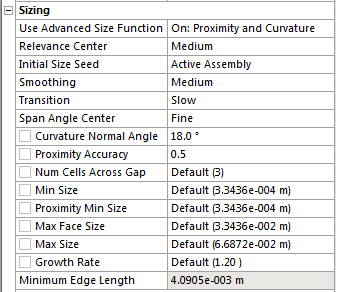 Sizing
Use Advanced Size Function On: Proximity and Curvature
Relevance Center Medium
Initial Size Seed Active Assembly
Smoothing Medium
Transition Slow
Span Angle Center Fine
Curvature Normal Angle 18.0 °
Proximity Accuracy 0.5
Num Cells Across Gap Default (3)
Min Size Default (3.3436e-004 m)
Proximity Min Size Default (3.3436e-004 m)
Max Face Size Default (3.3436e-002 m)
Max Size Default (6.6872e-002 m)
Growth Rate Default (1.20 )
Minimum Edge Length 4.0905e-003 m